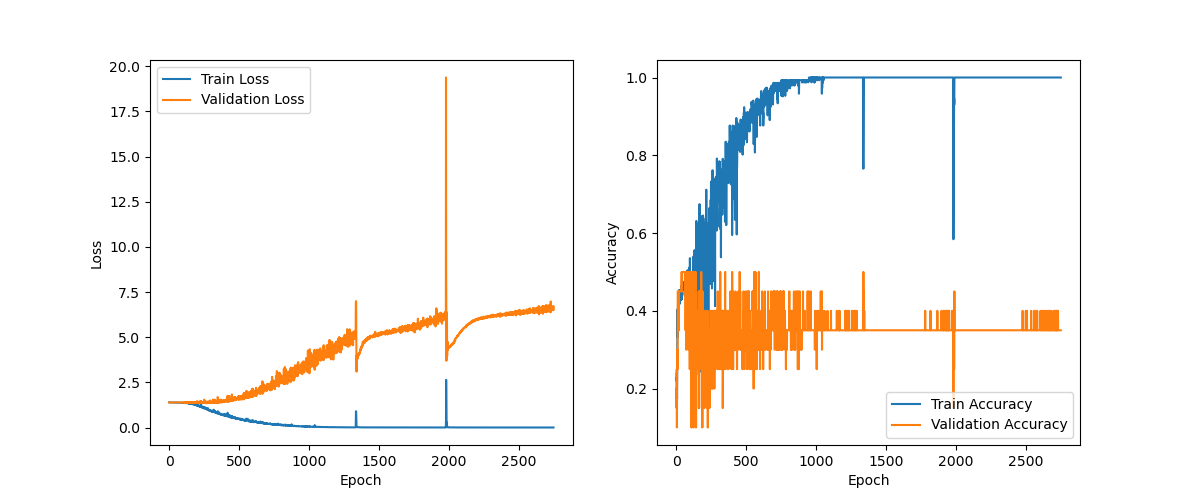 20.0
17.5
15.0
12.5
10.0
7.5
5.0
2.5
0.0
Loss
Train Loss
Validation Loss
0 500 1000 1500 2000 2500
Epoch
1.0
0.8
0.6
0.4
0.2
Accuracy
Train Accuracy
Validation Accuracy
0 500 1000 1500 2000 2500
Epoch